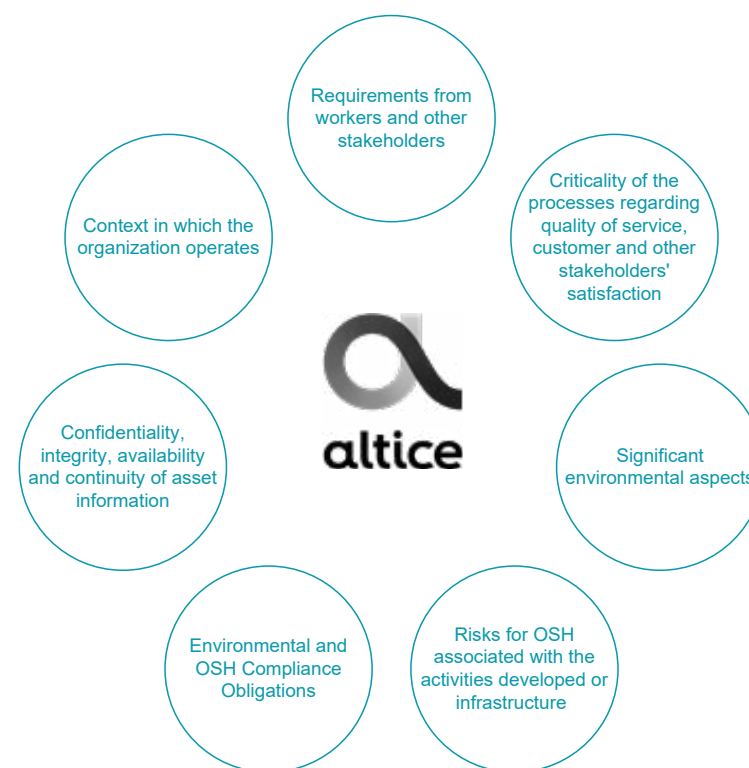 Requirements from
workers and other
stakeholders
Criticality of the
processes regarding
quality of service,
customer and other
stakeholders'
satisfaction
Context in which the
organization operates
altice
Confidentiality,
integrity, availability
and continuity of asset
information
Significant
environmental aspects
Environmental and
OSH Compliance
Obligations
Risks for OSH
associated with the
activities developed or
infrastructure